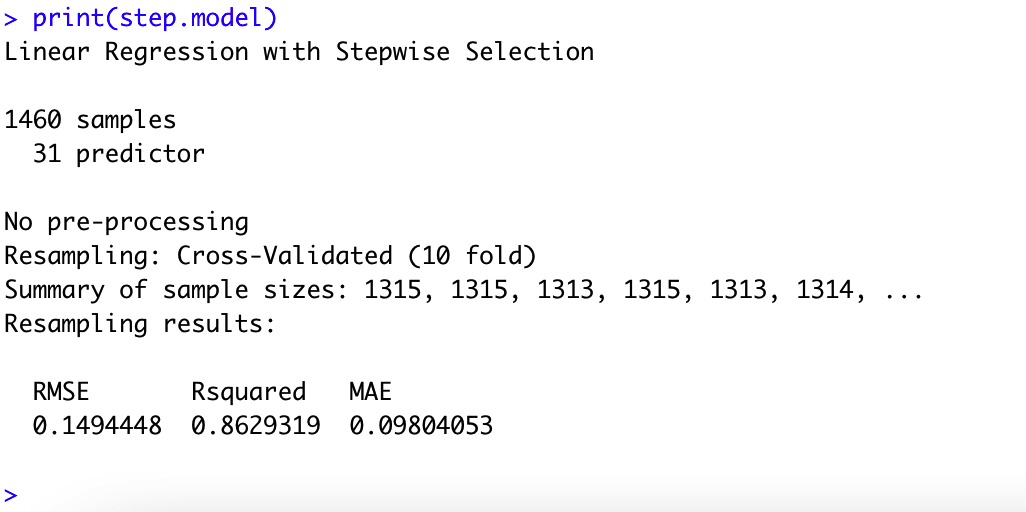 > print(step.model)
Linear Regression with Stepwise Selection
1460 samples
31 predictor
No pre-processing
Resampling: Cross-Validated (10 fold)
Summary of sample sizes: 1315, 1315, 1313, 1315, 1313, 1314, ...
Resampling results:
RMSE Rsquared MAE
0.1494448 0.8629319 0.09804053
>